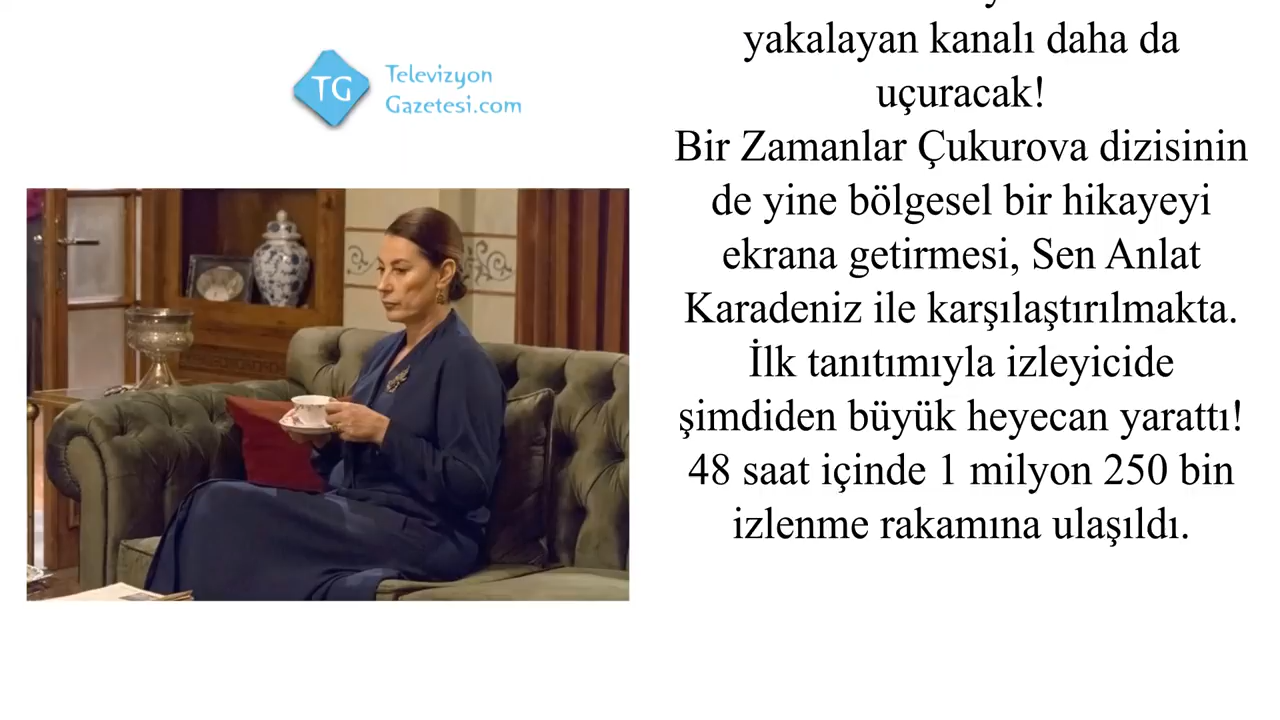 TG
Televizyon
Gazetesi.com
yakalayan kanalı daha da
uçuracak!
Bir Zamanlar Çukurova dizisinin
de yine bölgesel bir hikayeyi
ekrana getirmesi, Sen Anlat
Karadeniz ile karşılaştırılmakta.
İlk tanıtımıyla izleyicide
şimdiden büyük heyecan yarattı!
48 saat içinde 1 milyon 250 bin
izlenme rakamına ulaşıldı.